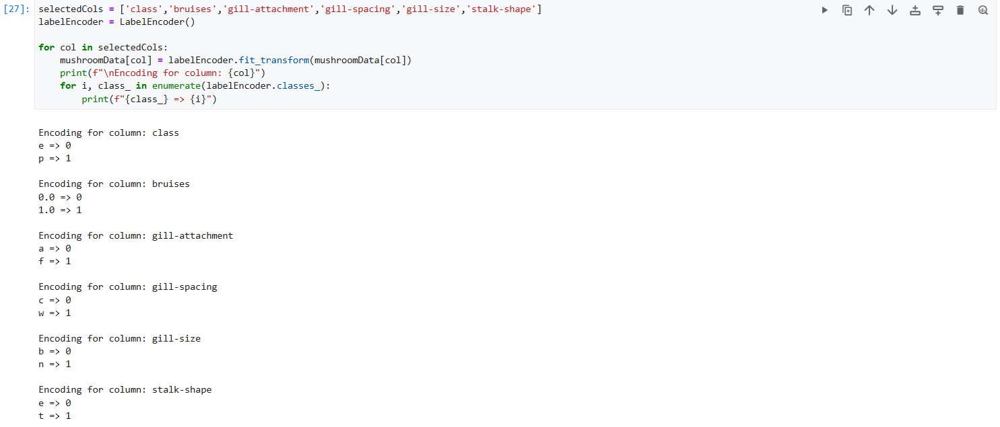 [27]: selectedCols = ['class','bruises','gill-attachment','gill-spacing','gill-size','stalk-shape']
labelEncoder = LabelEncoder()
for col in selectedCols:
    mushroomData[col] = labelEncoder.fit_transform(mushroomData[col])
    print(f"\nEncoding for column: {col}")
    for i, class_ in enumerate(labelEncoder.classes_):
        print(f"{class_} => {i}")
Encoding for column: class
e => 0
p => 1
Encoding for column: bruises
0.0 => 0
1.0 => 1
Encoding for column: gill-attachment
a => 0
f => 1
Encoding for column: gill-spacing
c => 0
w => 1
Encoding for column: gill-size
b => 0
n => 1
Encoding for column: stalk-shape
e => 0
t => 1